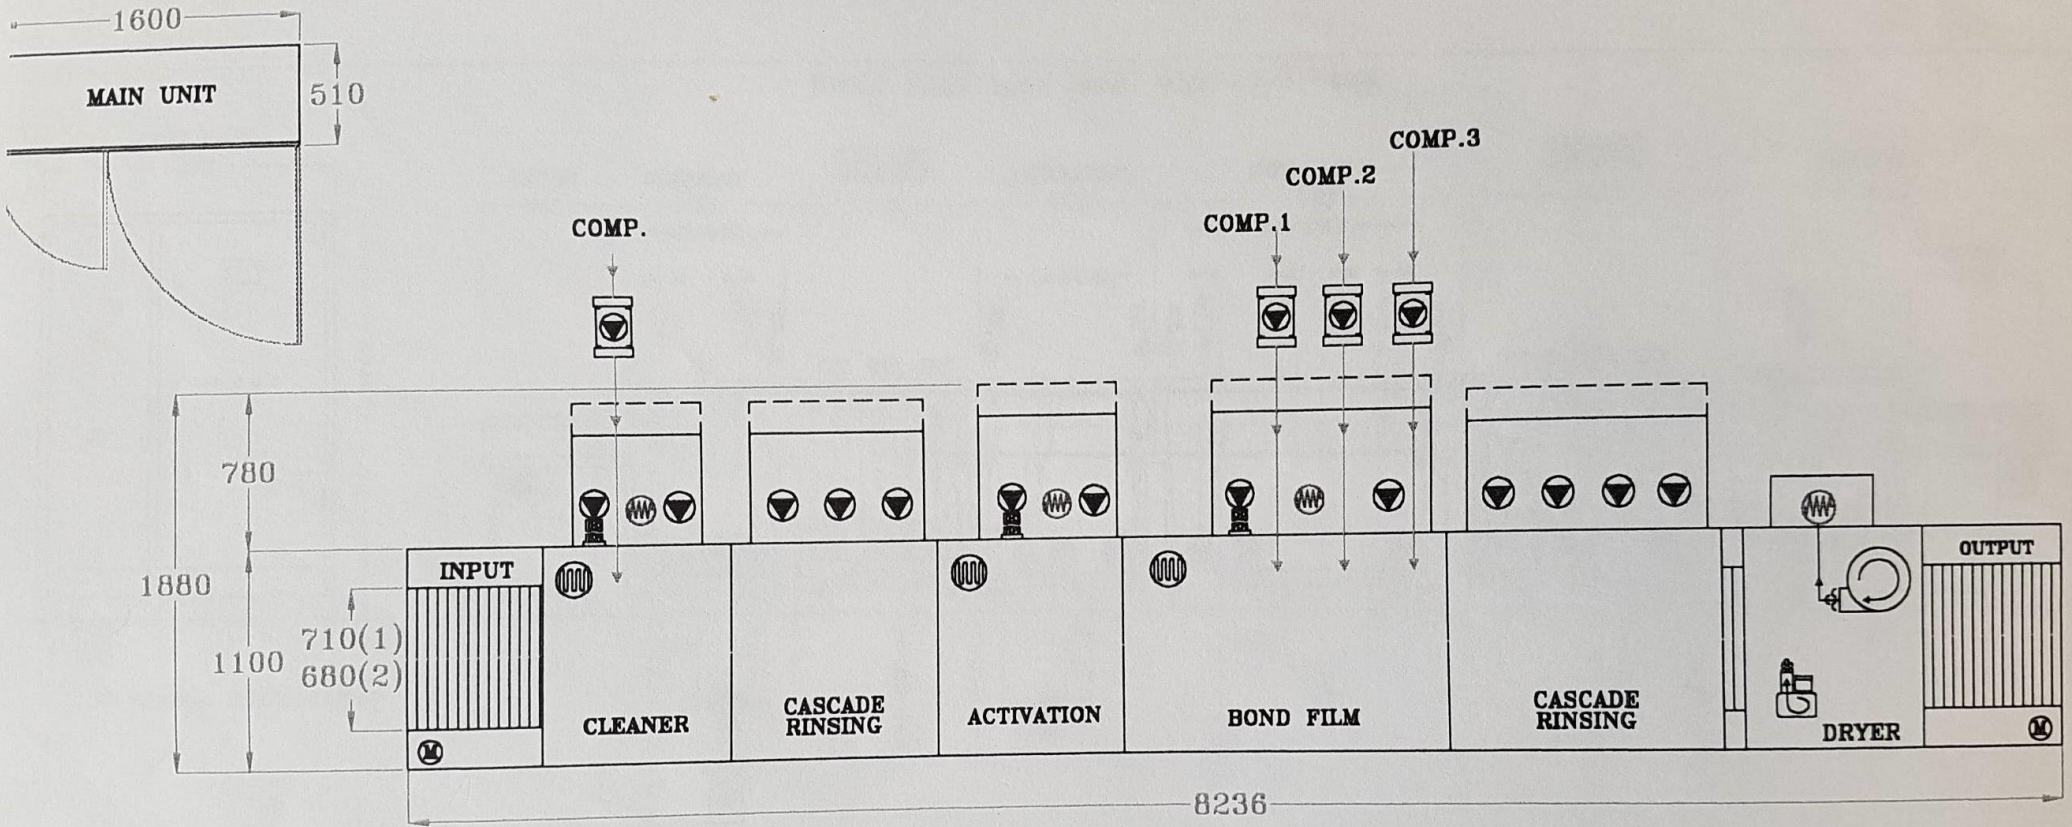 1600
MAIN UNIT
510
COMP.3
COMP.2
COMP.1
COMP.
780
1880
1100
710(1)
680(2)
INPUT
OUTPUT
CLEANER
CASCADE
RINSING
ACTIVATION
BOND FILM
CASCADE
RINSING
DRYER
M
M
8236